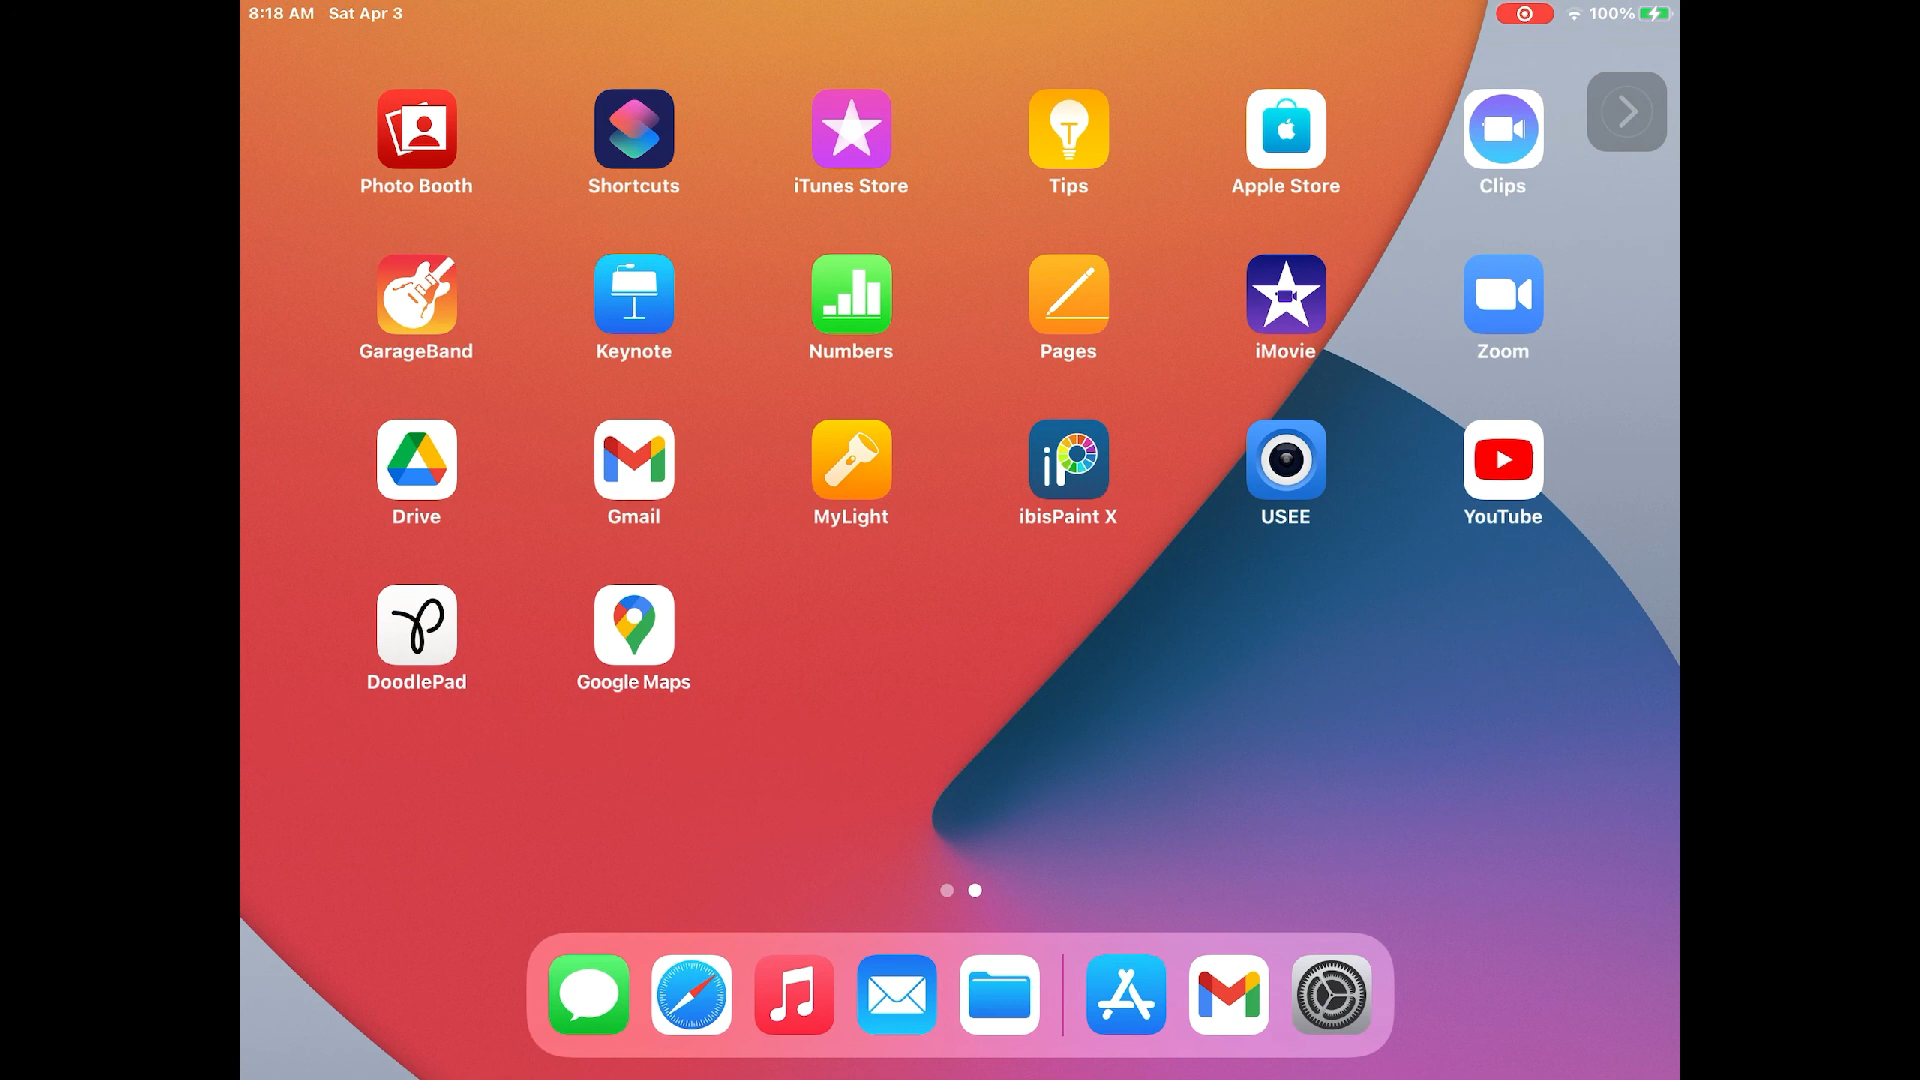 8:18 AM Sat Apr 3 100%
Photo Booth Shortcuts iTunes Store Tips Apple Store Clips
GarageBand Keynote Numbers Pages iMovie Zoom
iP
Drive Gmail MyLight ibisPaint X USEE YouTube
DoodlePad Google Maps